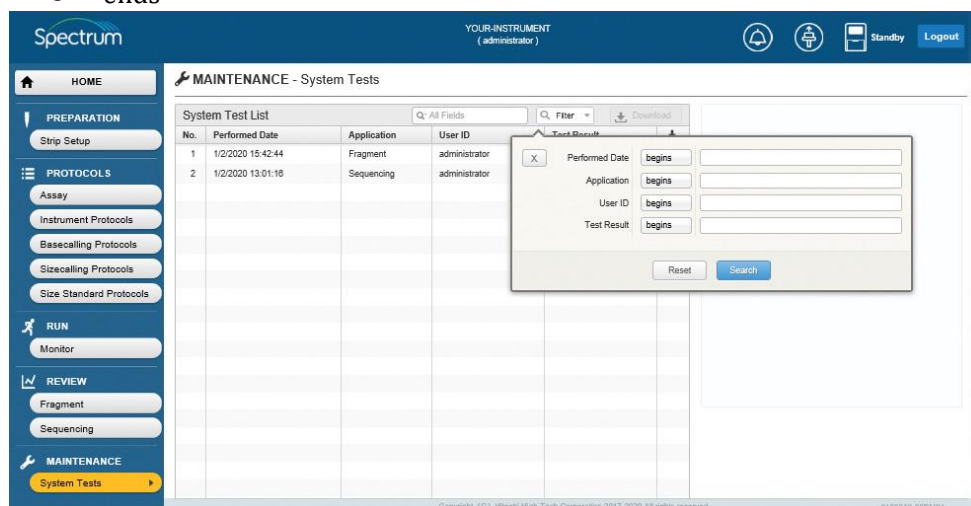 ends
Spectrum
YOUR-INSTRUMENT
( administrator )
Standby
Logout
HOME
MAINTENANCE - System Tests
PREPARATION
Strip Setup
PROTOCOLS
Assay
Instrument Protocols
Basecalling Protocols
Sizecalling Protocols
Size Standard Protocols
RUN
Monitor
REVIEW
Fragment
Sequencing
MAINTENANCE
System Tests
System Test List
All Fields
Filter
Download
No. Performed Date Application User ID Test Result
1 1/2/2020 15:42:44 Fragment administrator
2 1/2/2020 13:01:16 Sequencing administrator
X
Performed Date begins
Application begins
User ID begins
Test Result begins
Reset Search